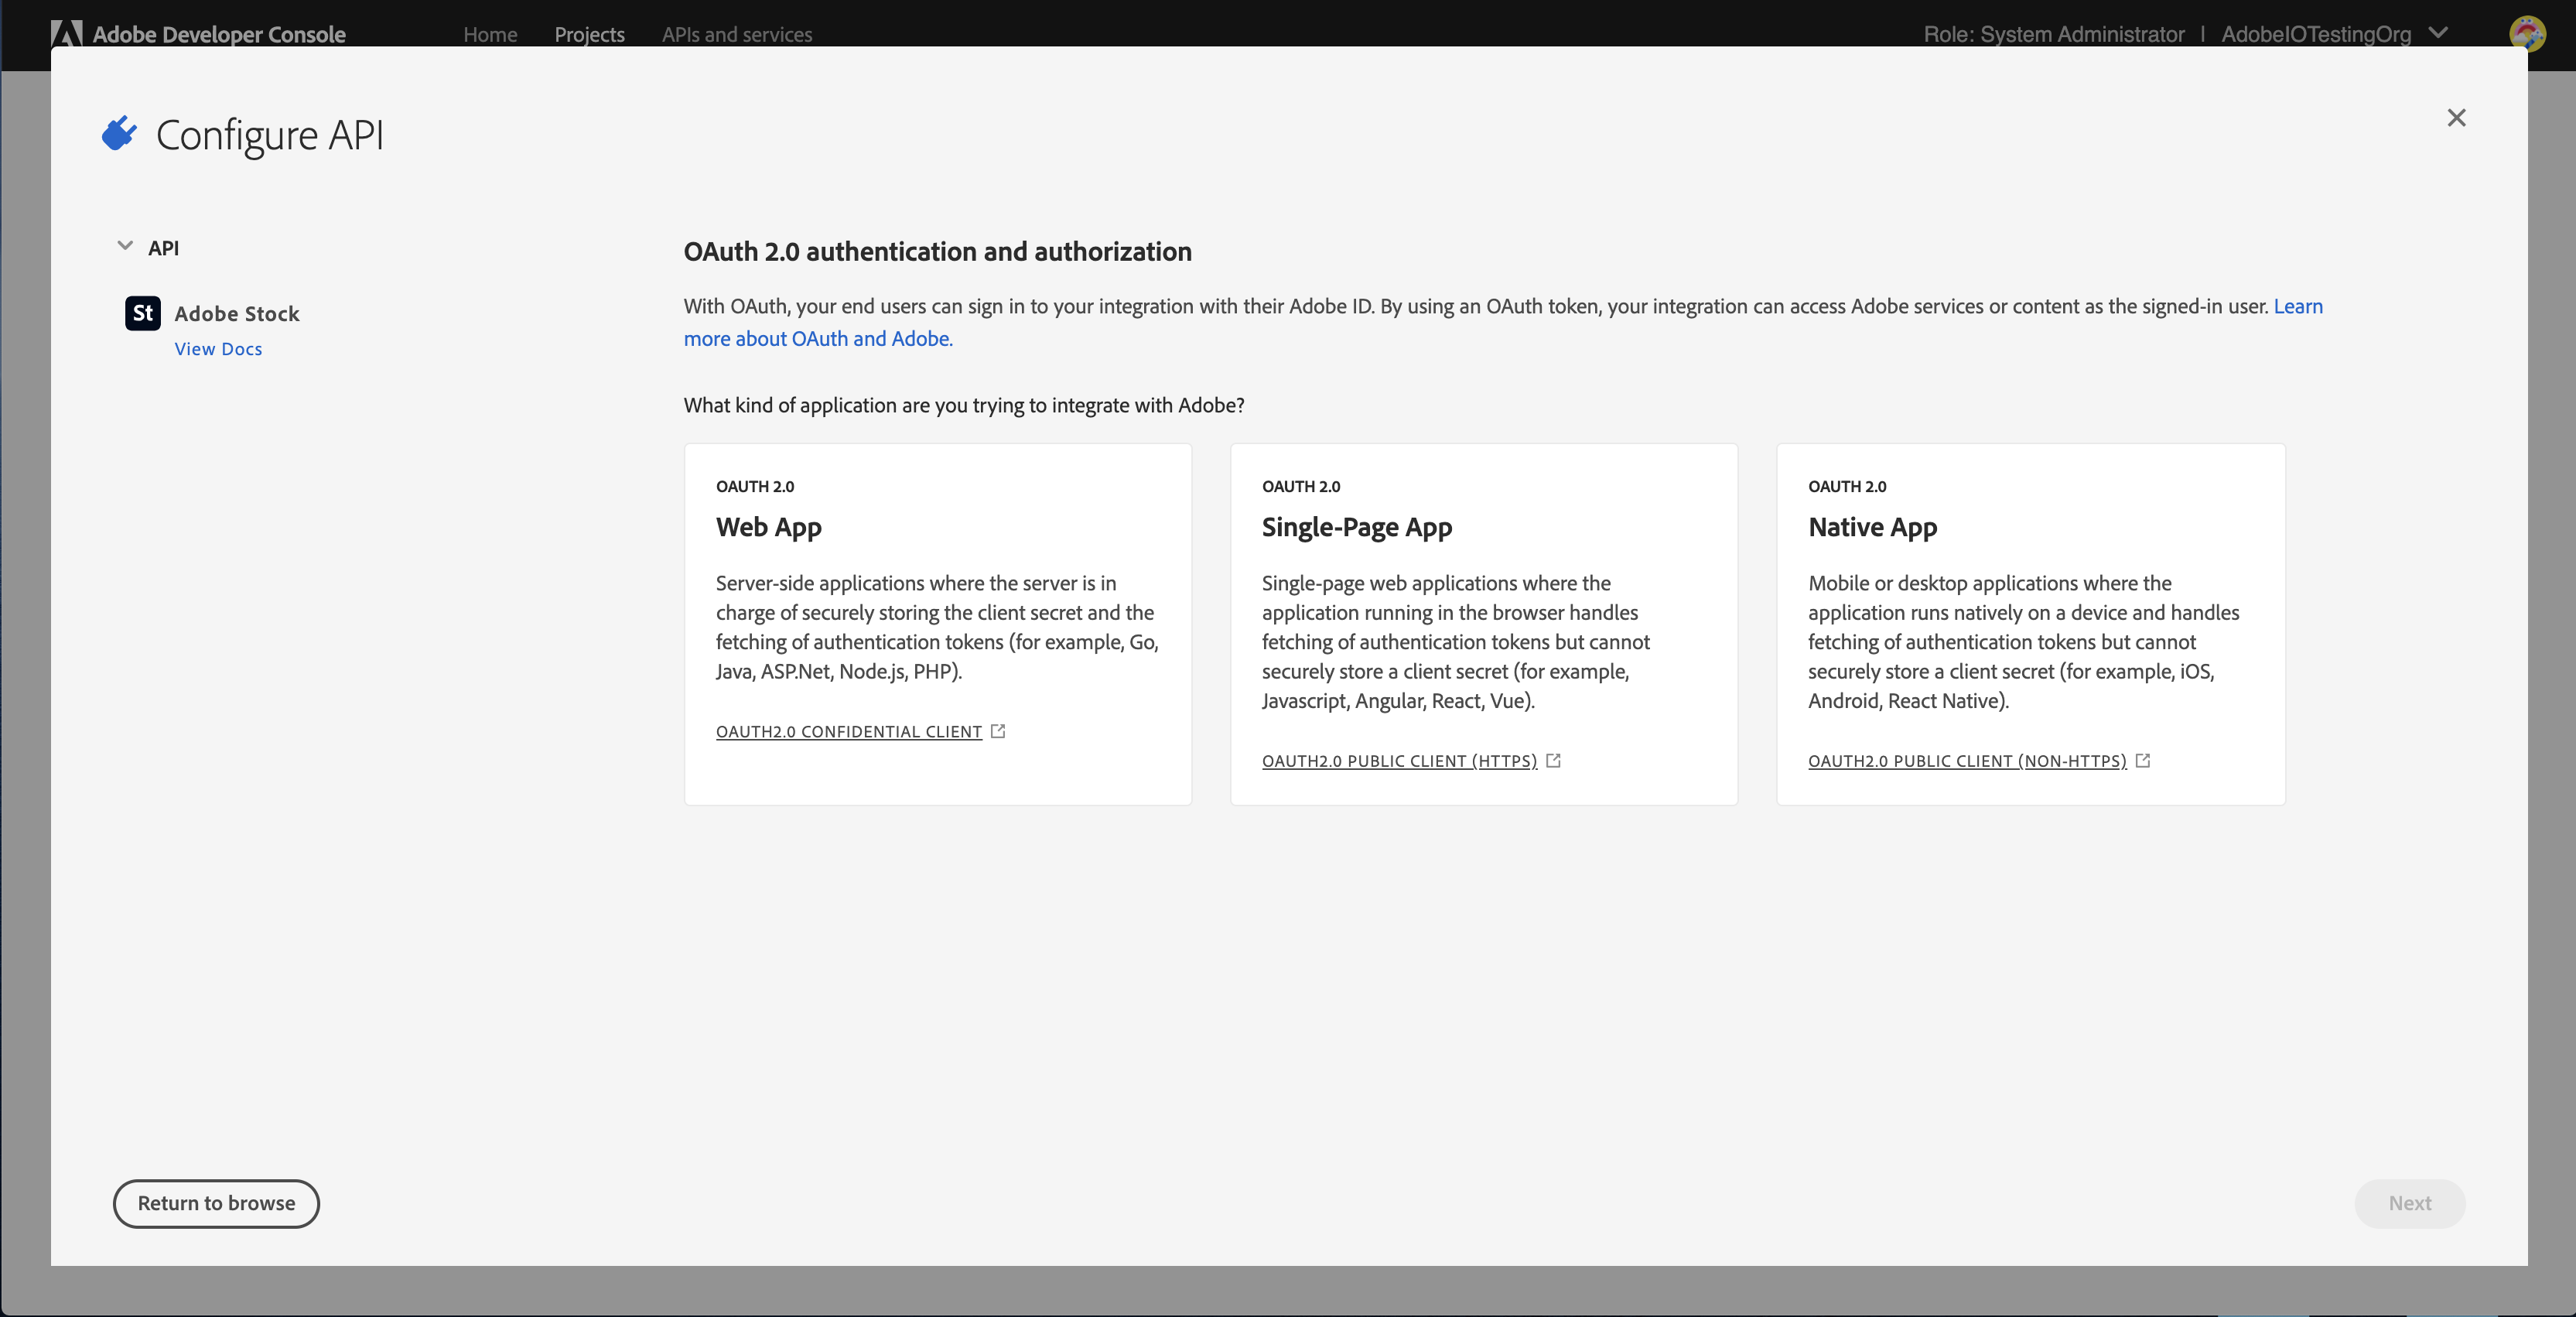 Adobe Developer Console
Home
Projects
APIs and services
Role: System Administrator | AdobeIOTestingOrg
Configure API
API
St
Adobe Stock
View Docs
OAuth 2.0 authentication and authorization
With OAuth, your end users can sign in to your integration with their Adobe ID. By using an OAuth token, your integration can access Adobe services or content as the signed-in user. Learn
more about OAuth and Adobe.
What kind of application are you trying to integrate with Adobe?
OAUTH 2.0
Web App
Server-side applications where the server is in
charge of securely storing the client secret and the
fetching of authentication tokens (for example, Go,
Java, ASP.Net, Node.js, PHP).
OAUTH2.0 CONFIDENTIAL CLIENT
OAUTH 2.0
Single-Page App
Single-page web applications where the
application running in the browser handles
fetching of authentication tokens but cannot
securely store a client secret (for example,
Javascript, Angular, React, Vue).
OAUTH2.0 PUBLIC CLIENT (HTTPS)
OAUTH 2.0
Native App
Mobile or desktop applications where the
application runs natively on a device and handles
fetching of authentication tokens but cannot
securely store a client secret (for example, iOS,
Android, React Native).
OAUTH2.0 PUBLIC CLIENT (NON-HTTPS)
Return to browse
Next